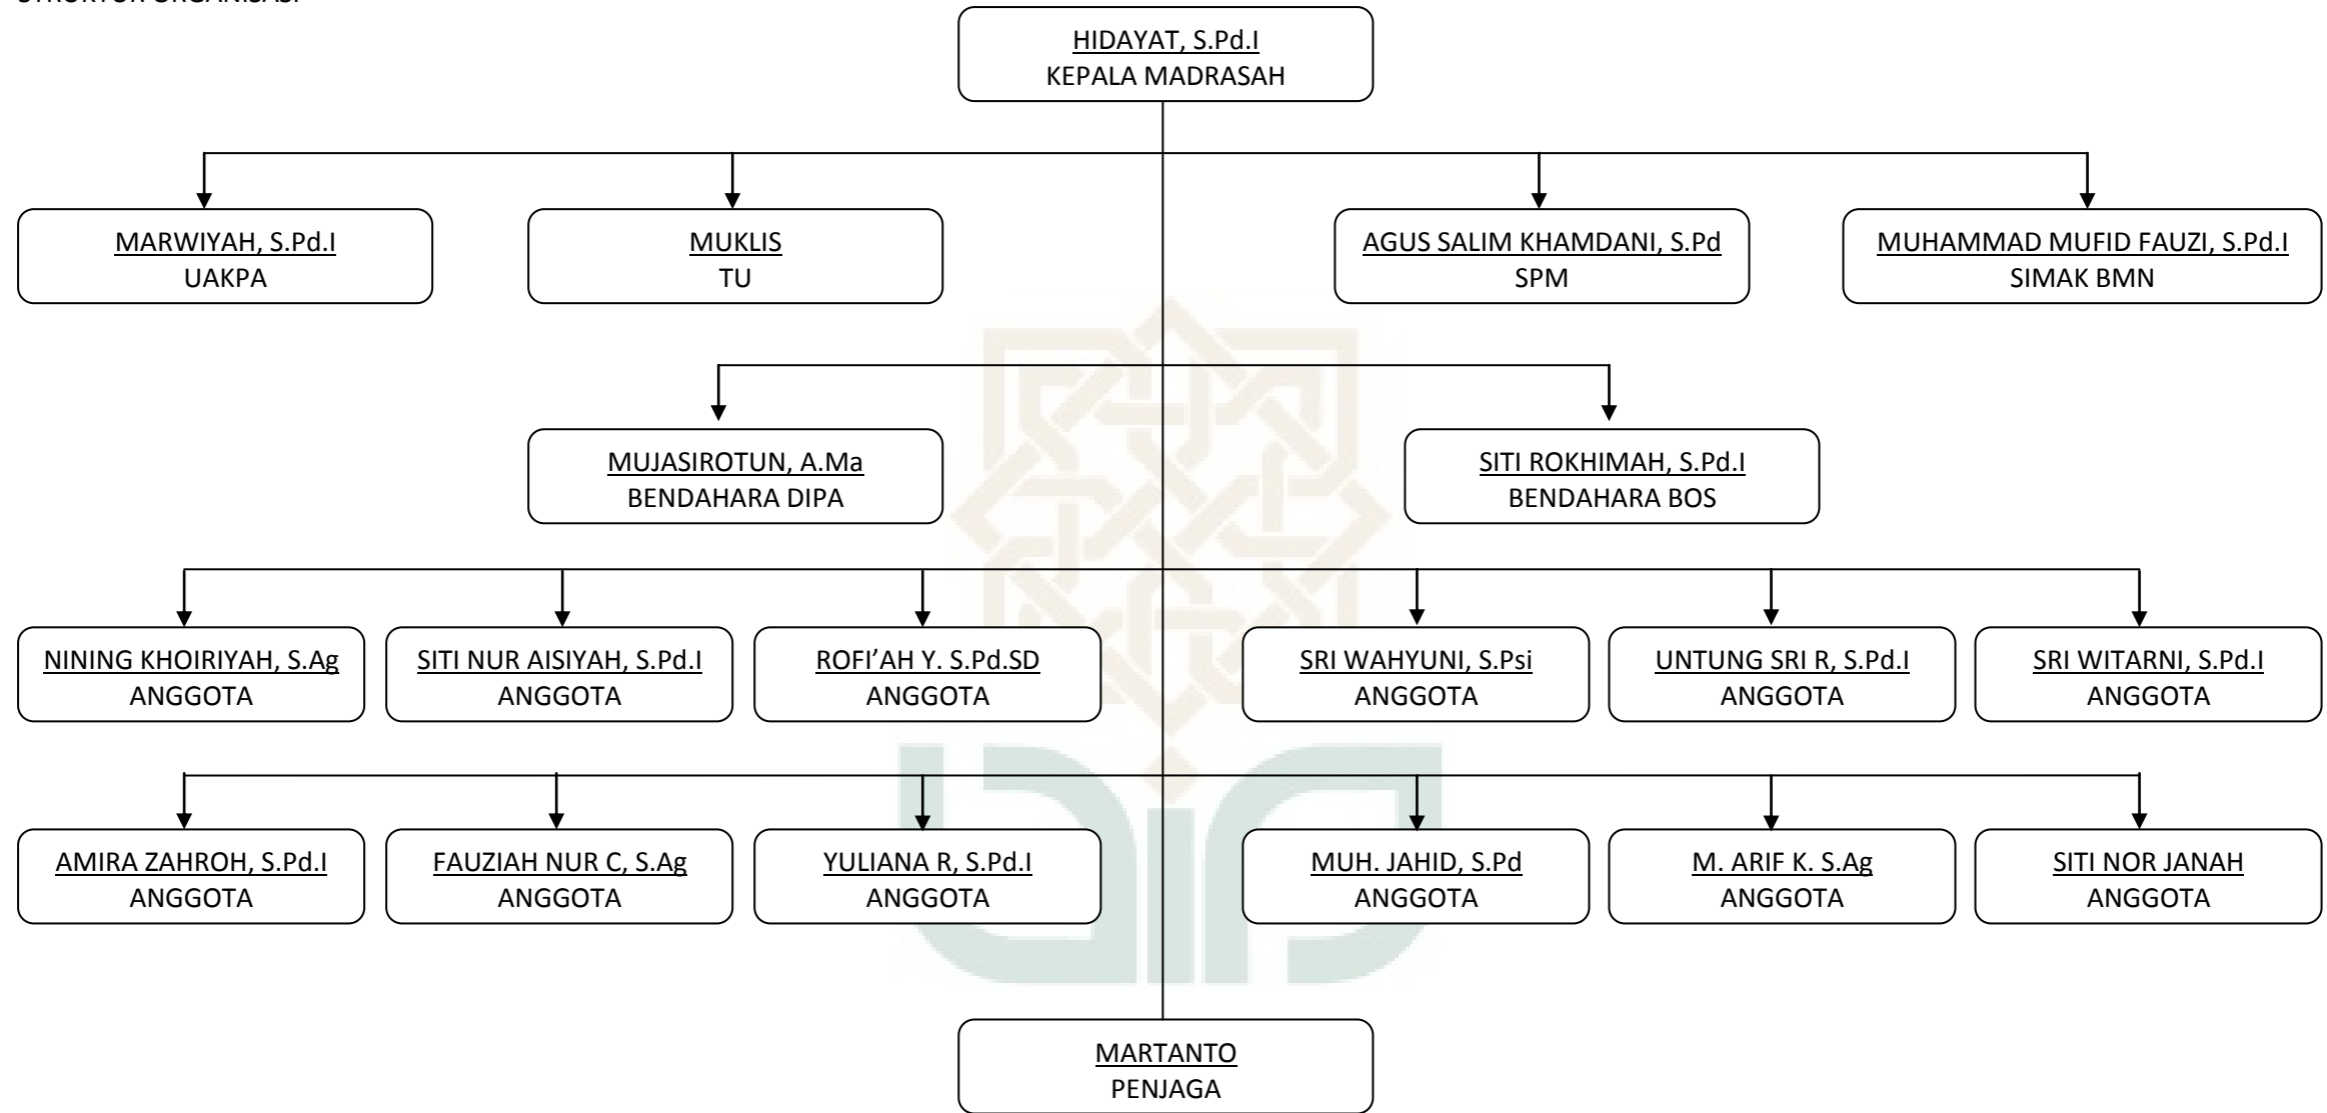 STRUKTUR ORGANISASI
HIDAYAT, S.Pd.I
KEPALA MADRASAH
MARWIYAH, S.Pd.I
UAKPA
MUKLIS
TU
AGUS SALIM KHAMDANI, S.Pd
SPM
MUHAMMAD MUFID FAUZI, S.Pd.I
SIMAK BMN
MUJASIROTUN, A.Ma
BENDAHARA DIPA
SITI ROKHIMAH, S.Pd.I
BENDAHARA BOS
NINING KHOIRIYAH, S.Ag
ANGGOTA
SITI NUR AISIYAH, S.Pd.I
ANGGOTA
ROFI’AH Y. S.Pd.SD
ANGGOTA
SRI WAHYUNI, S.Psi
ANGGOTA
UNTUNG SRI R, S.Pd.I
ANGGOTA
SRI WITARNI, S.Pd.I
ANGGOTA
AMIRA ZAHROH, S.Pd.I
ANGGOTA
FAUZIAH NUR C, S.Ag
ANGGOTA
YULIANA R, S.Pd.I
ANGGOTA
MUH. JAHID, S.Pd
ANGGOTA
M. ARIF K. S.Ag
ANGGOTA
SITI NOR JANAH
ANGGOTA
MARTANTO
PENJAGA